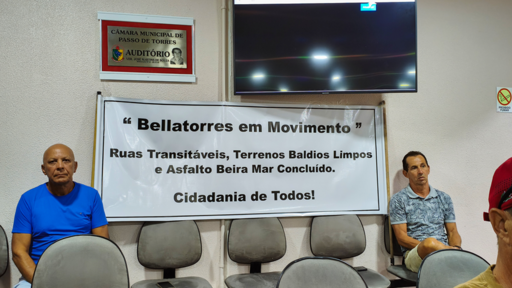 CÂMARA MUNICIPAL DE
PASSO DE TORRES
AUDITÓRIO
“ Bellatorres em Movimento ”
Ruas Transitáveis, Terrenos Baldios Limpos
e Asfalto Beira Mar Concluído.
Cidadania de Todos!